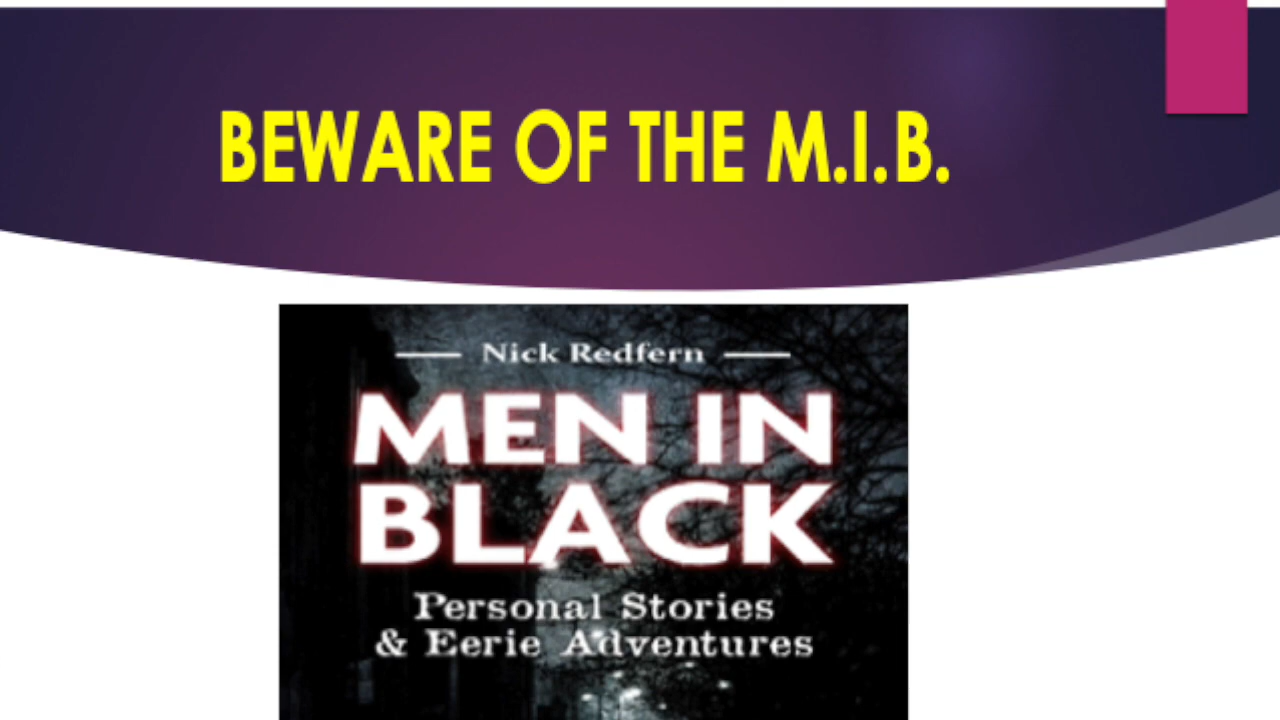 BEWARE OF THE M.I.B.
Nick Redfern
MEN IN
BLACK
Personal Stories
& Eerie Adventures